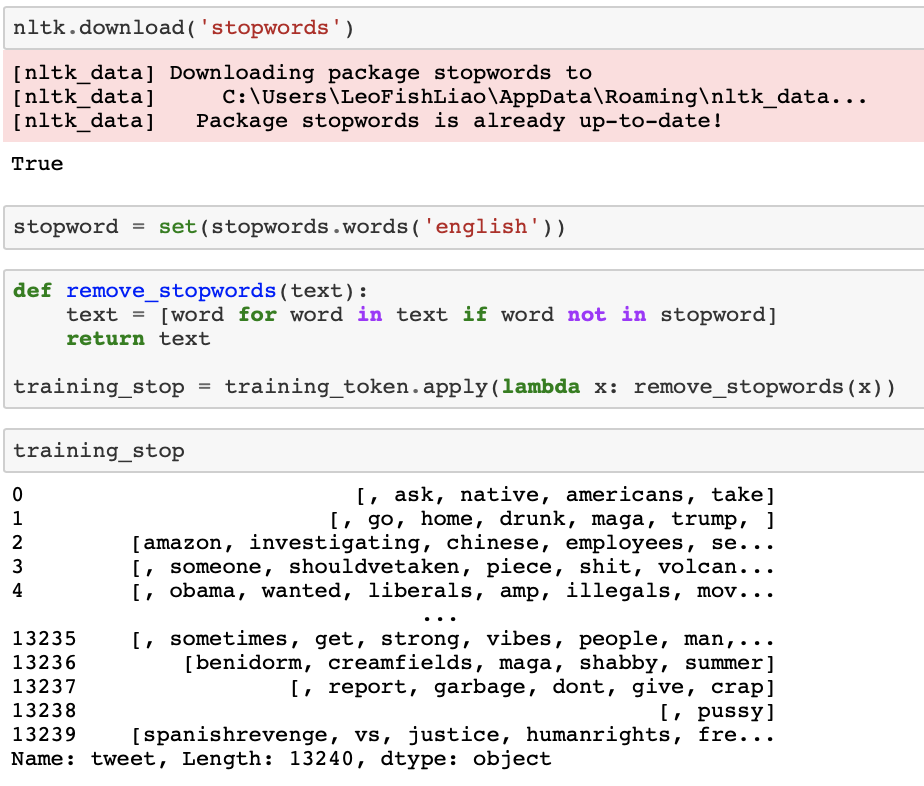 nltk.download('stopwords')
[nltk_data] Downloading package stopwords to
[nltk_data]     C:\Users\LeoFishLiao\AppData\Roaming\nltk_data...
[nltk_data]   Package stopwords is already up-to-date!
True
stopword = set(stopwords.words('english'))
def remove_stopwords(text):
    text = [word for word in text if word not in stopword]
    return text
training_stop = training_token.apply(lambda x: remove_stopwords(x))
training_stop
0                          [, ask, native, americans, take]
1                        [, go, home, drunk, maga, trump, ]
2         [amazon, investigating, chinese, employees, se...
3         [, someone, shouldvetaken, piece, shit, volcan...
4         [, obama, wanted, liberals, amp, illegals, mov...
                                ...
13235     [, sometimes, get, strong, vibes, people, man,...
13236         [benidorm, creamfields, maga, shabby, summer]
13237                 [, report, garbage, dont, give, crap]
13238                                             [, pussy]
13239     [spanishrevenge, vs, justice, humanrights, fre...
Name: tweet, Length: 13240, dtype: object